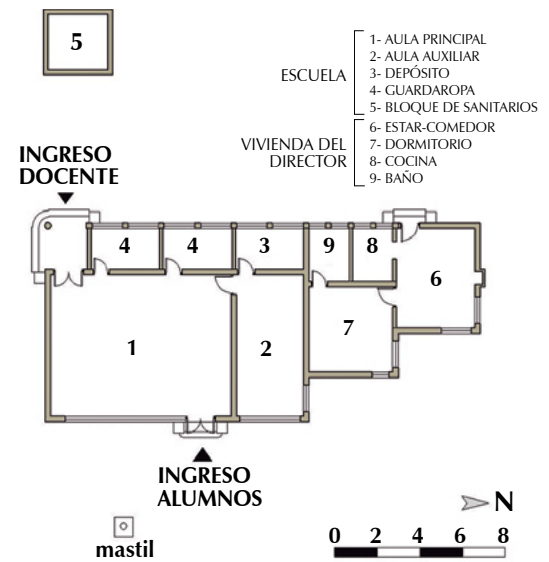 5
ESCUELA
1- AULA PRINCIPAL
2- AULA AUXILIAR
3- DEPÓSITO
4- GUARDAROPA
5- BLOQUE DE SANITARIOS
VIVIENDA DEL
DIRECTOR
6- ESTAR-COMEDOR
7- DORMITORIO
8- COCINA
9- BAÑO
INGRESO
DOCENTE
4 4 3 9 8
6
1 2 7
INGRESO
ALUMNOS
mastil
N
0 2 4 6 8